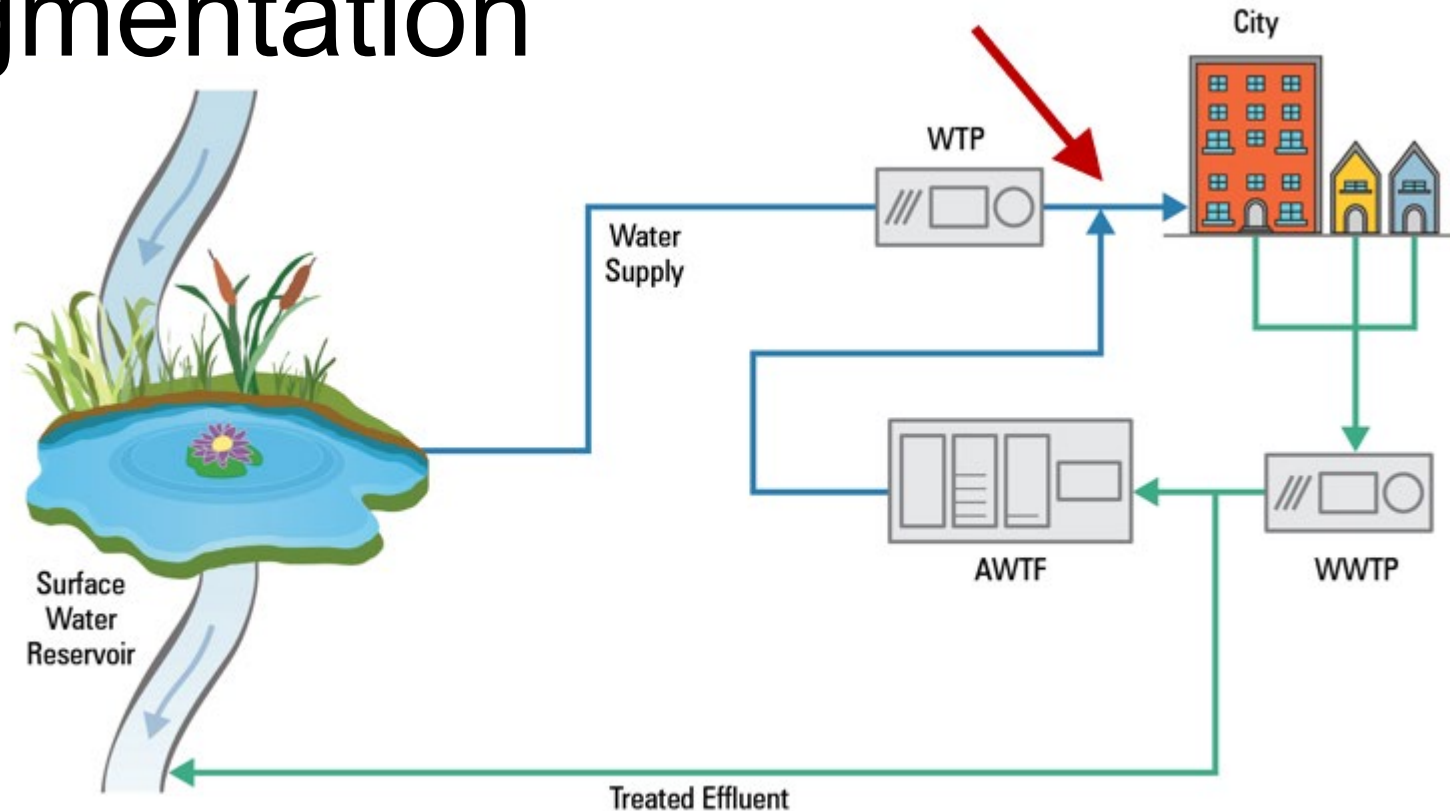 gmentation
City
WTP
Water
Supply
AWTF
WWTP
Surface
Water
Reservoir
Treated Effluent